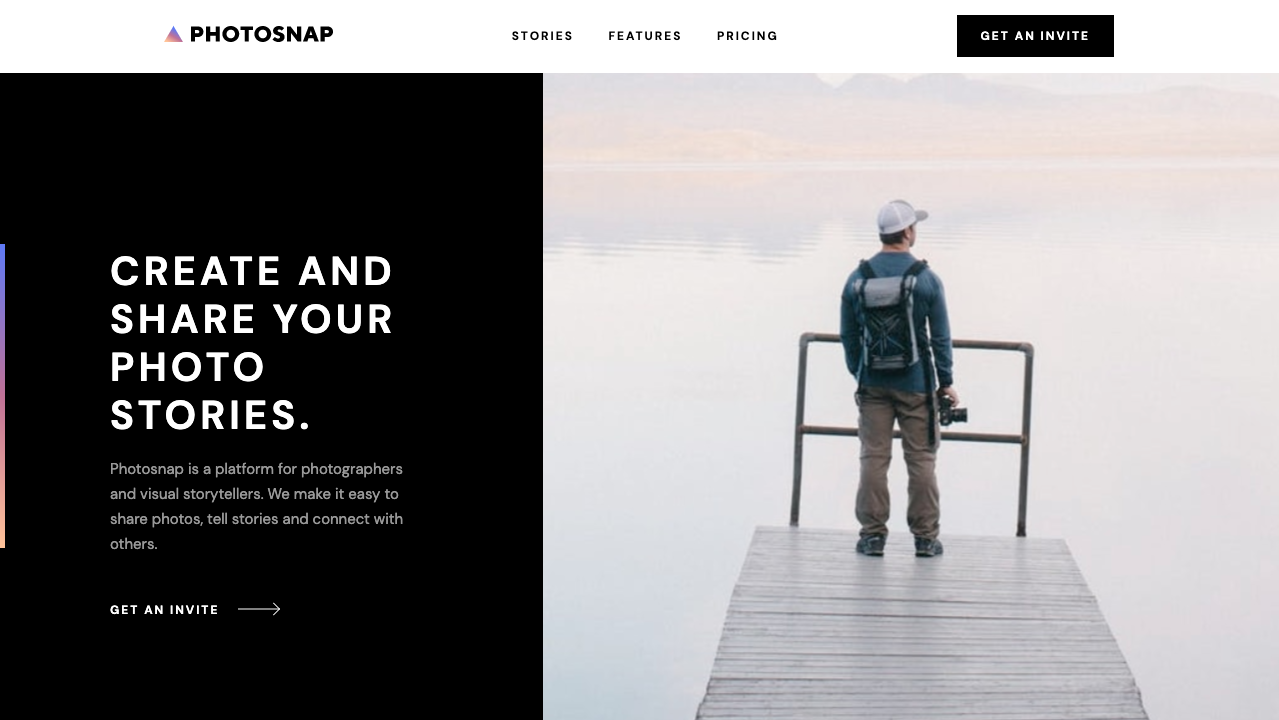 PHOTOSNAP
STORIES FEATURES PRICING
GET AN INVITE
CREATE AND
SHARE YOUR
PHOTO
STORIES.
Photosnap is a platform for photographers
and visual storytellers. We make it easy to
share photos, tell stories and connect with
others.
GET AN INVITE